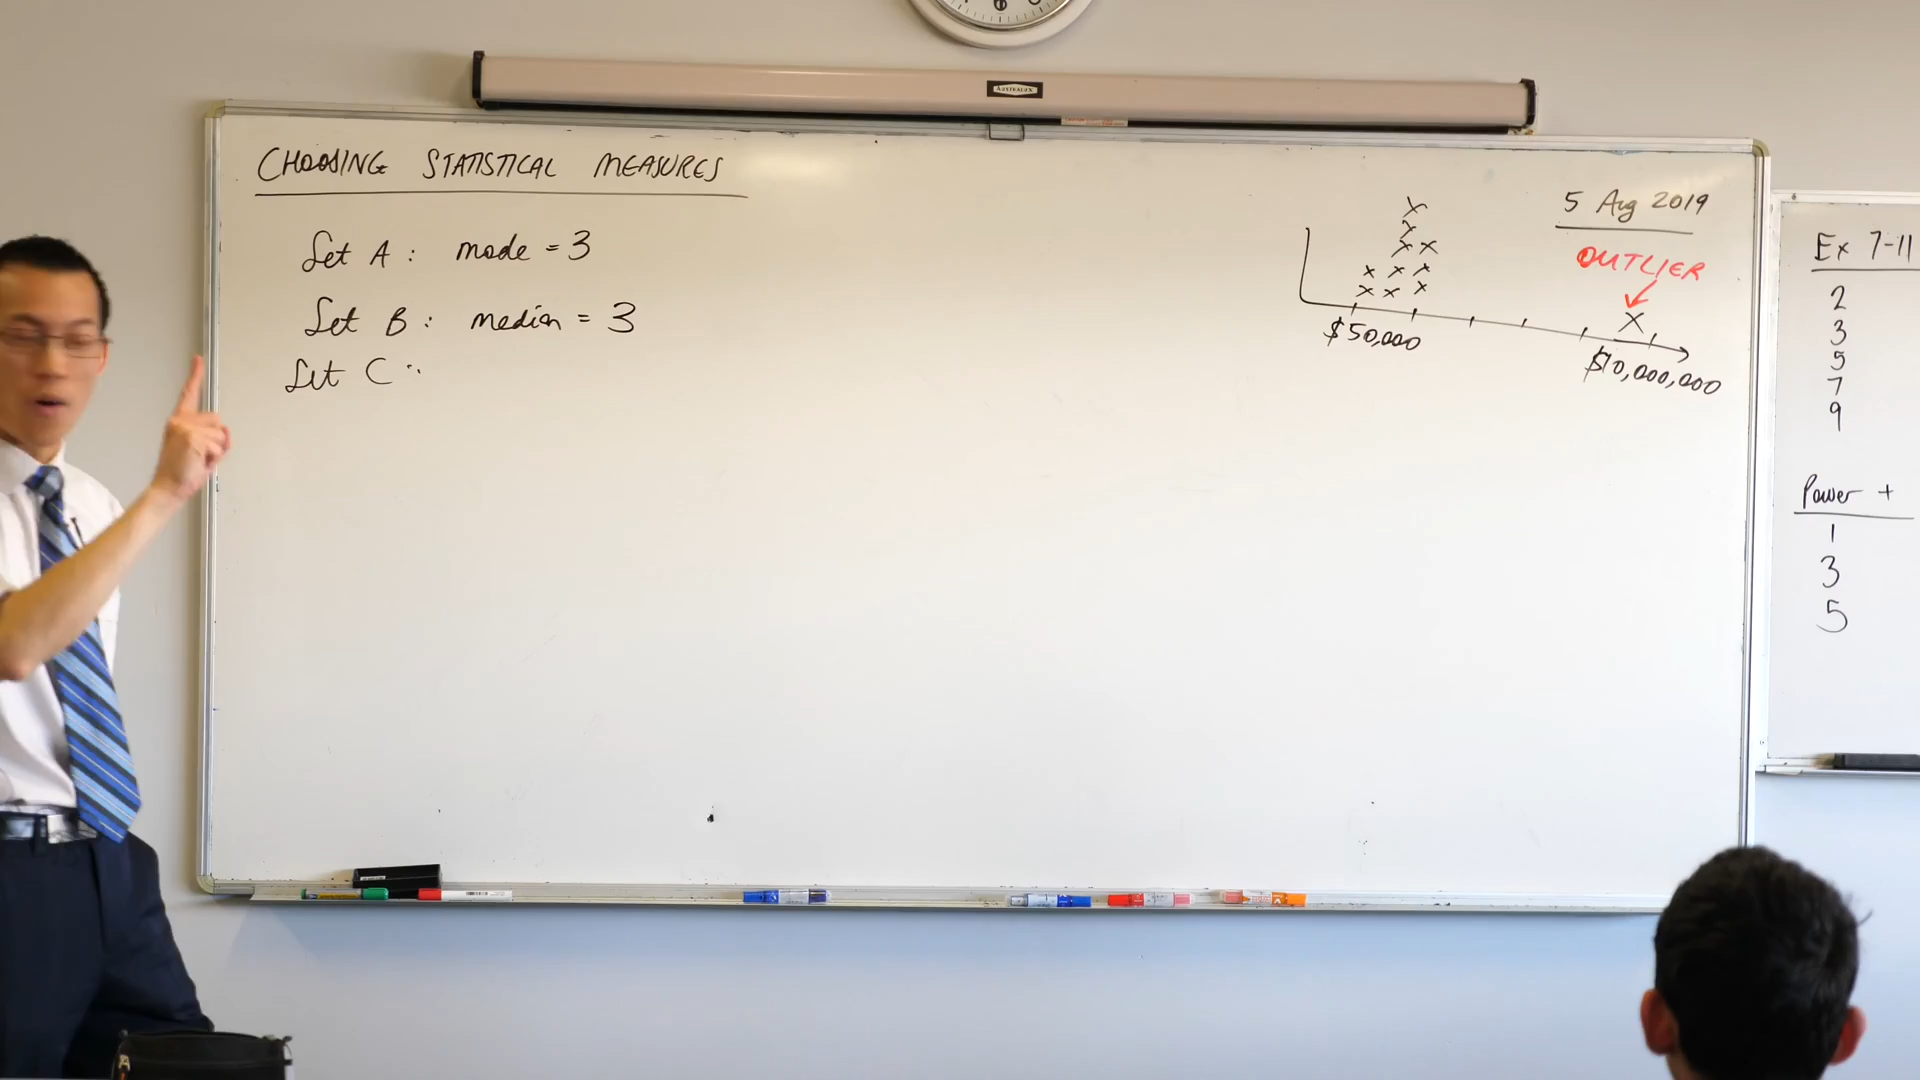 AUSTRALUX
CHOOSING STATISTICAL MEASURES
Set A : mode = 3
Set B : median = 3
Set C :
5 Aug 2019
OUTLIER
$50,000
$10,000,000
Ex 7-11
2
3
5
7
9
Power +
1
3
5